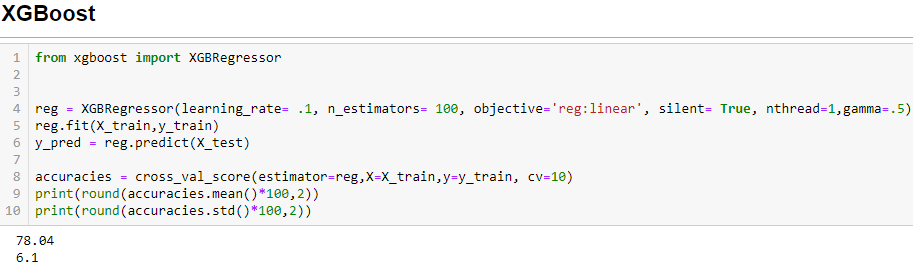 XGBoost
1 from xgboost import XGBRegressor
2
3
4 reg = XGBRegressor(learning_rate= .1, n_estimators= 100, objective='reg:linear', silent= True, nthread=1,gamma=.5)
5 reg.fit(X_train,y_train)
6 y_pred = reg.predict(X_test)
7
8 accuracies = cross_val_score(estimator=reg,X=X_train,y=y_train, cv=10)
9 print(round(accuracies.mean()*100,2))
10 print(round(accuracies.std()*100,2))
78.04
6.1